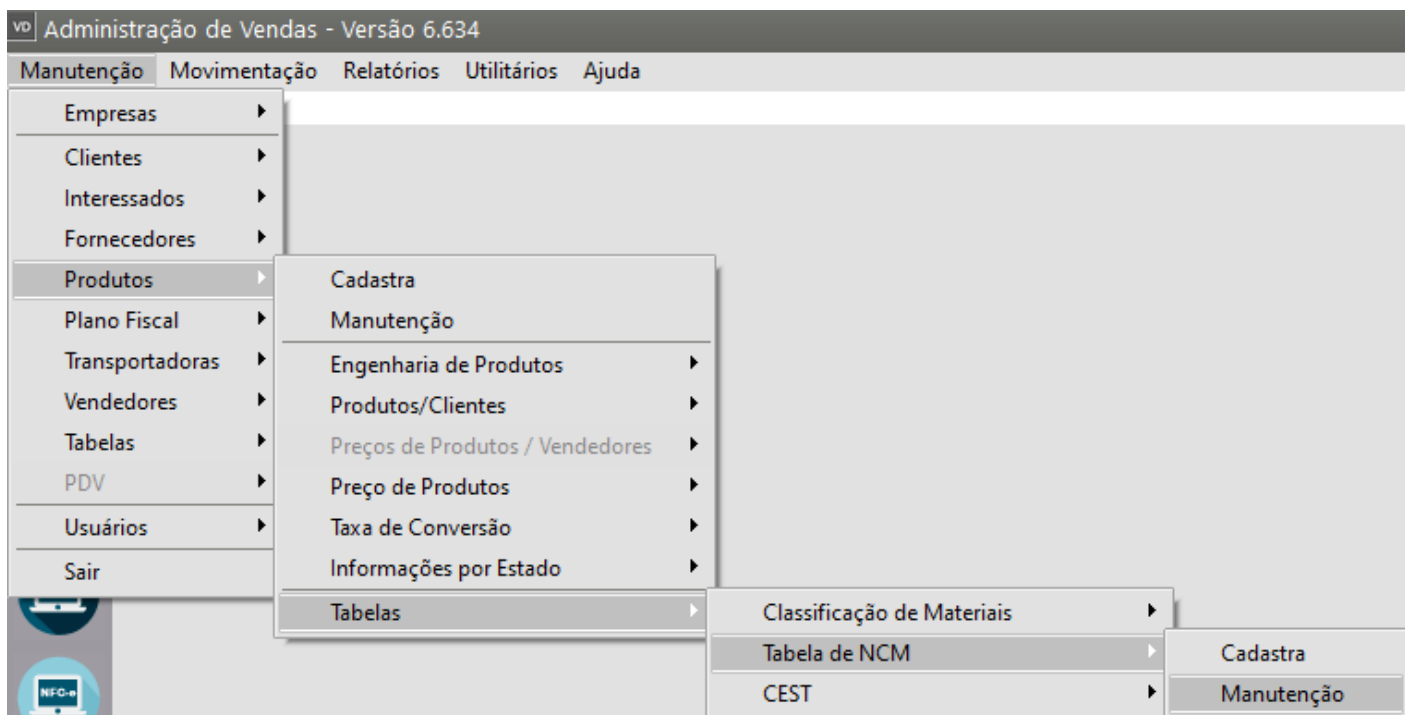 VD Administração de Vendas - Versão 6.634
Manutenção Movimentação Relatórios Utilitários Ajuda
Empresas
Clientes
Interessados
Fornecedores
Produtos
Plano Fiscal
Transportadoras
Vendedores
Tabelas
PDV
Usuários
Sair
Cadastra
Manutenção
Engenharia de Produtos
Produtos/Clientes
Preços de Produtos / Vendedores
Preço de Produtos
Taxa de Conversão
Informações por Estado
Tabelas
Classificação de Materiais
Tabela de NCM
CEST
Cadastra
Manutenção
NFC-e